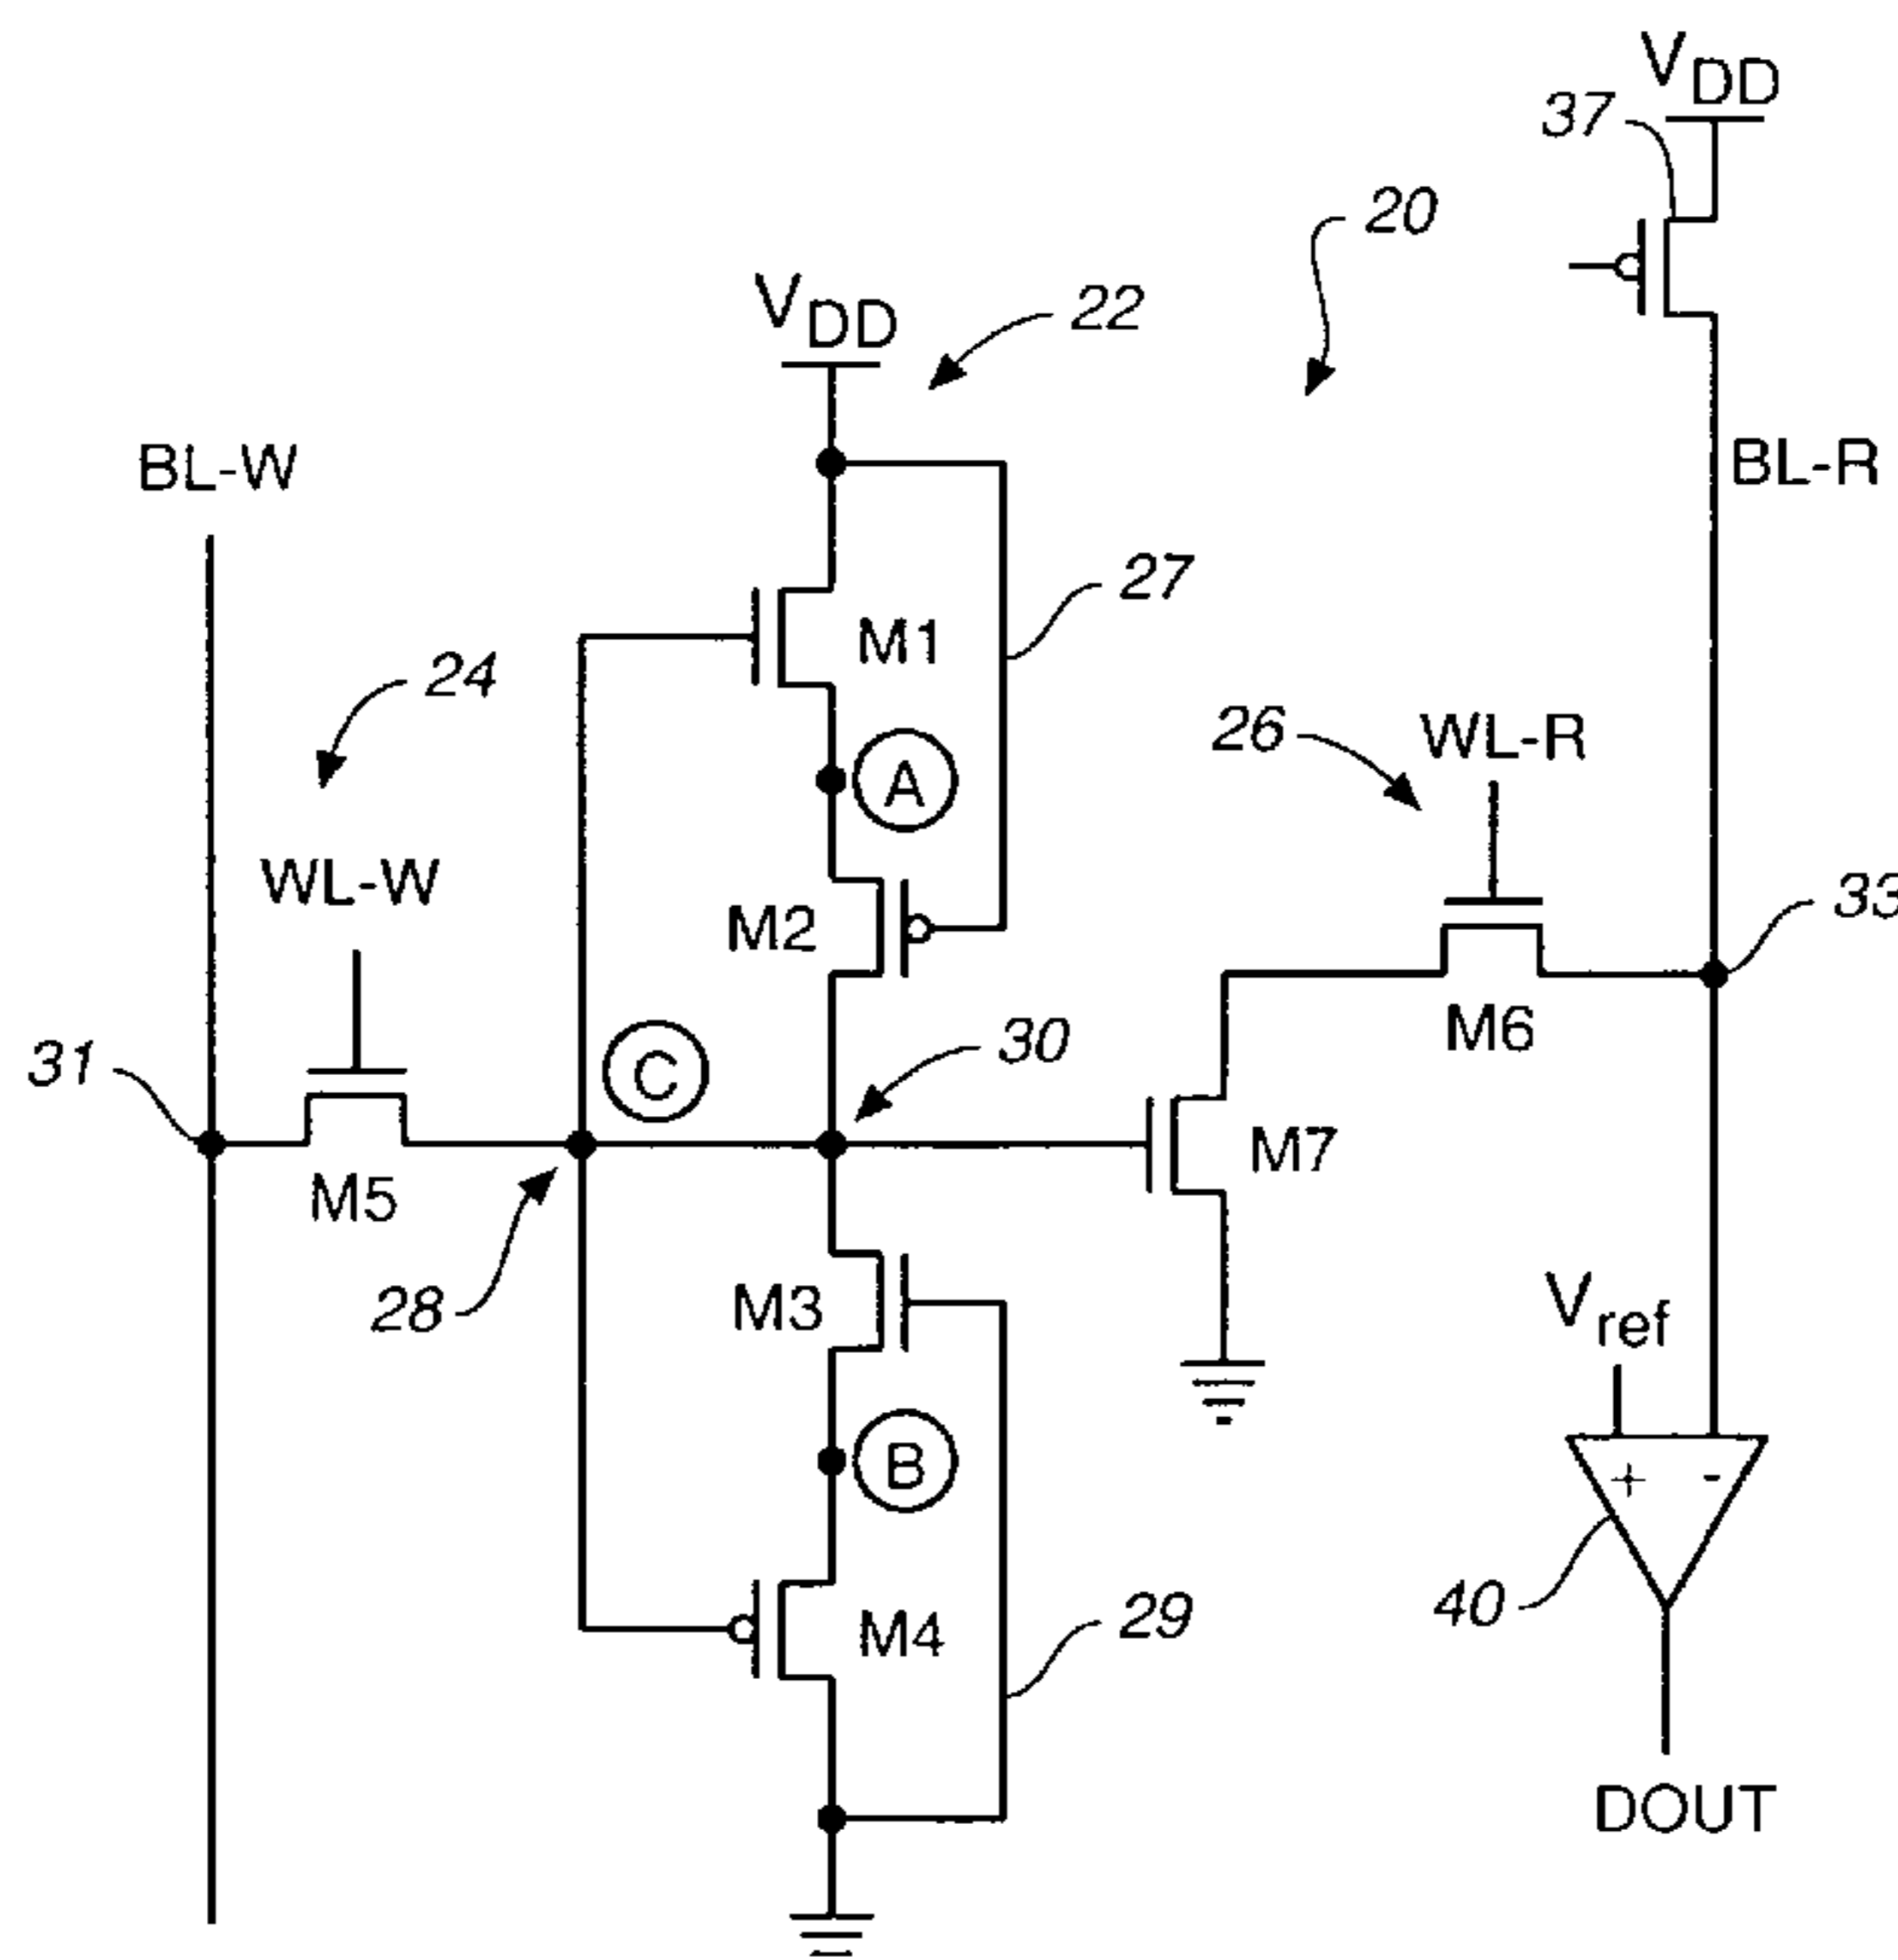 VDD
37
20
VDD
22
BL-W
BL-R
27
M1
24
26
WL-R
A
WL-W
33
M2
31
C
30
M6
M5
M7
28
M3
Vref
B
+ -
40
29
M4
DOUT